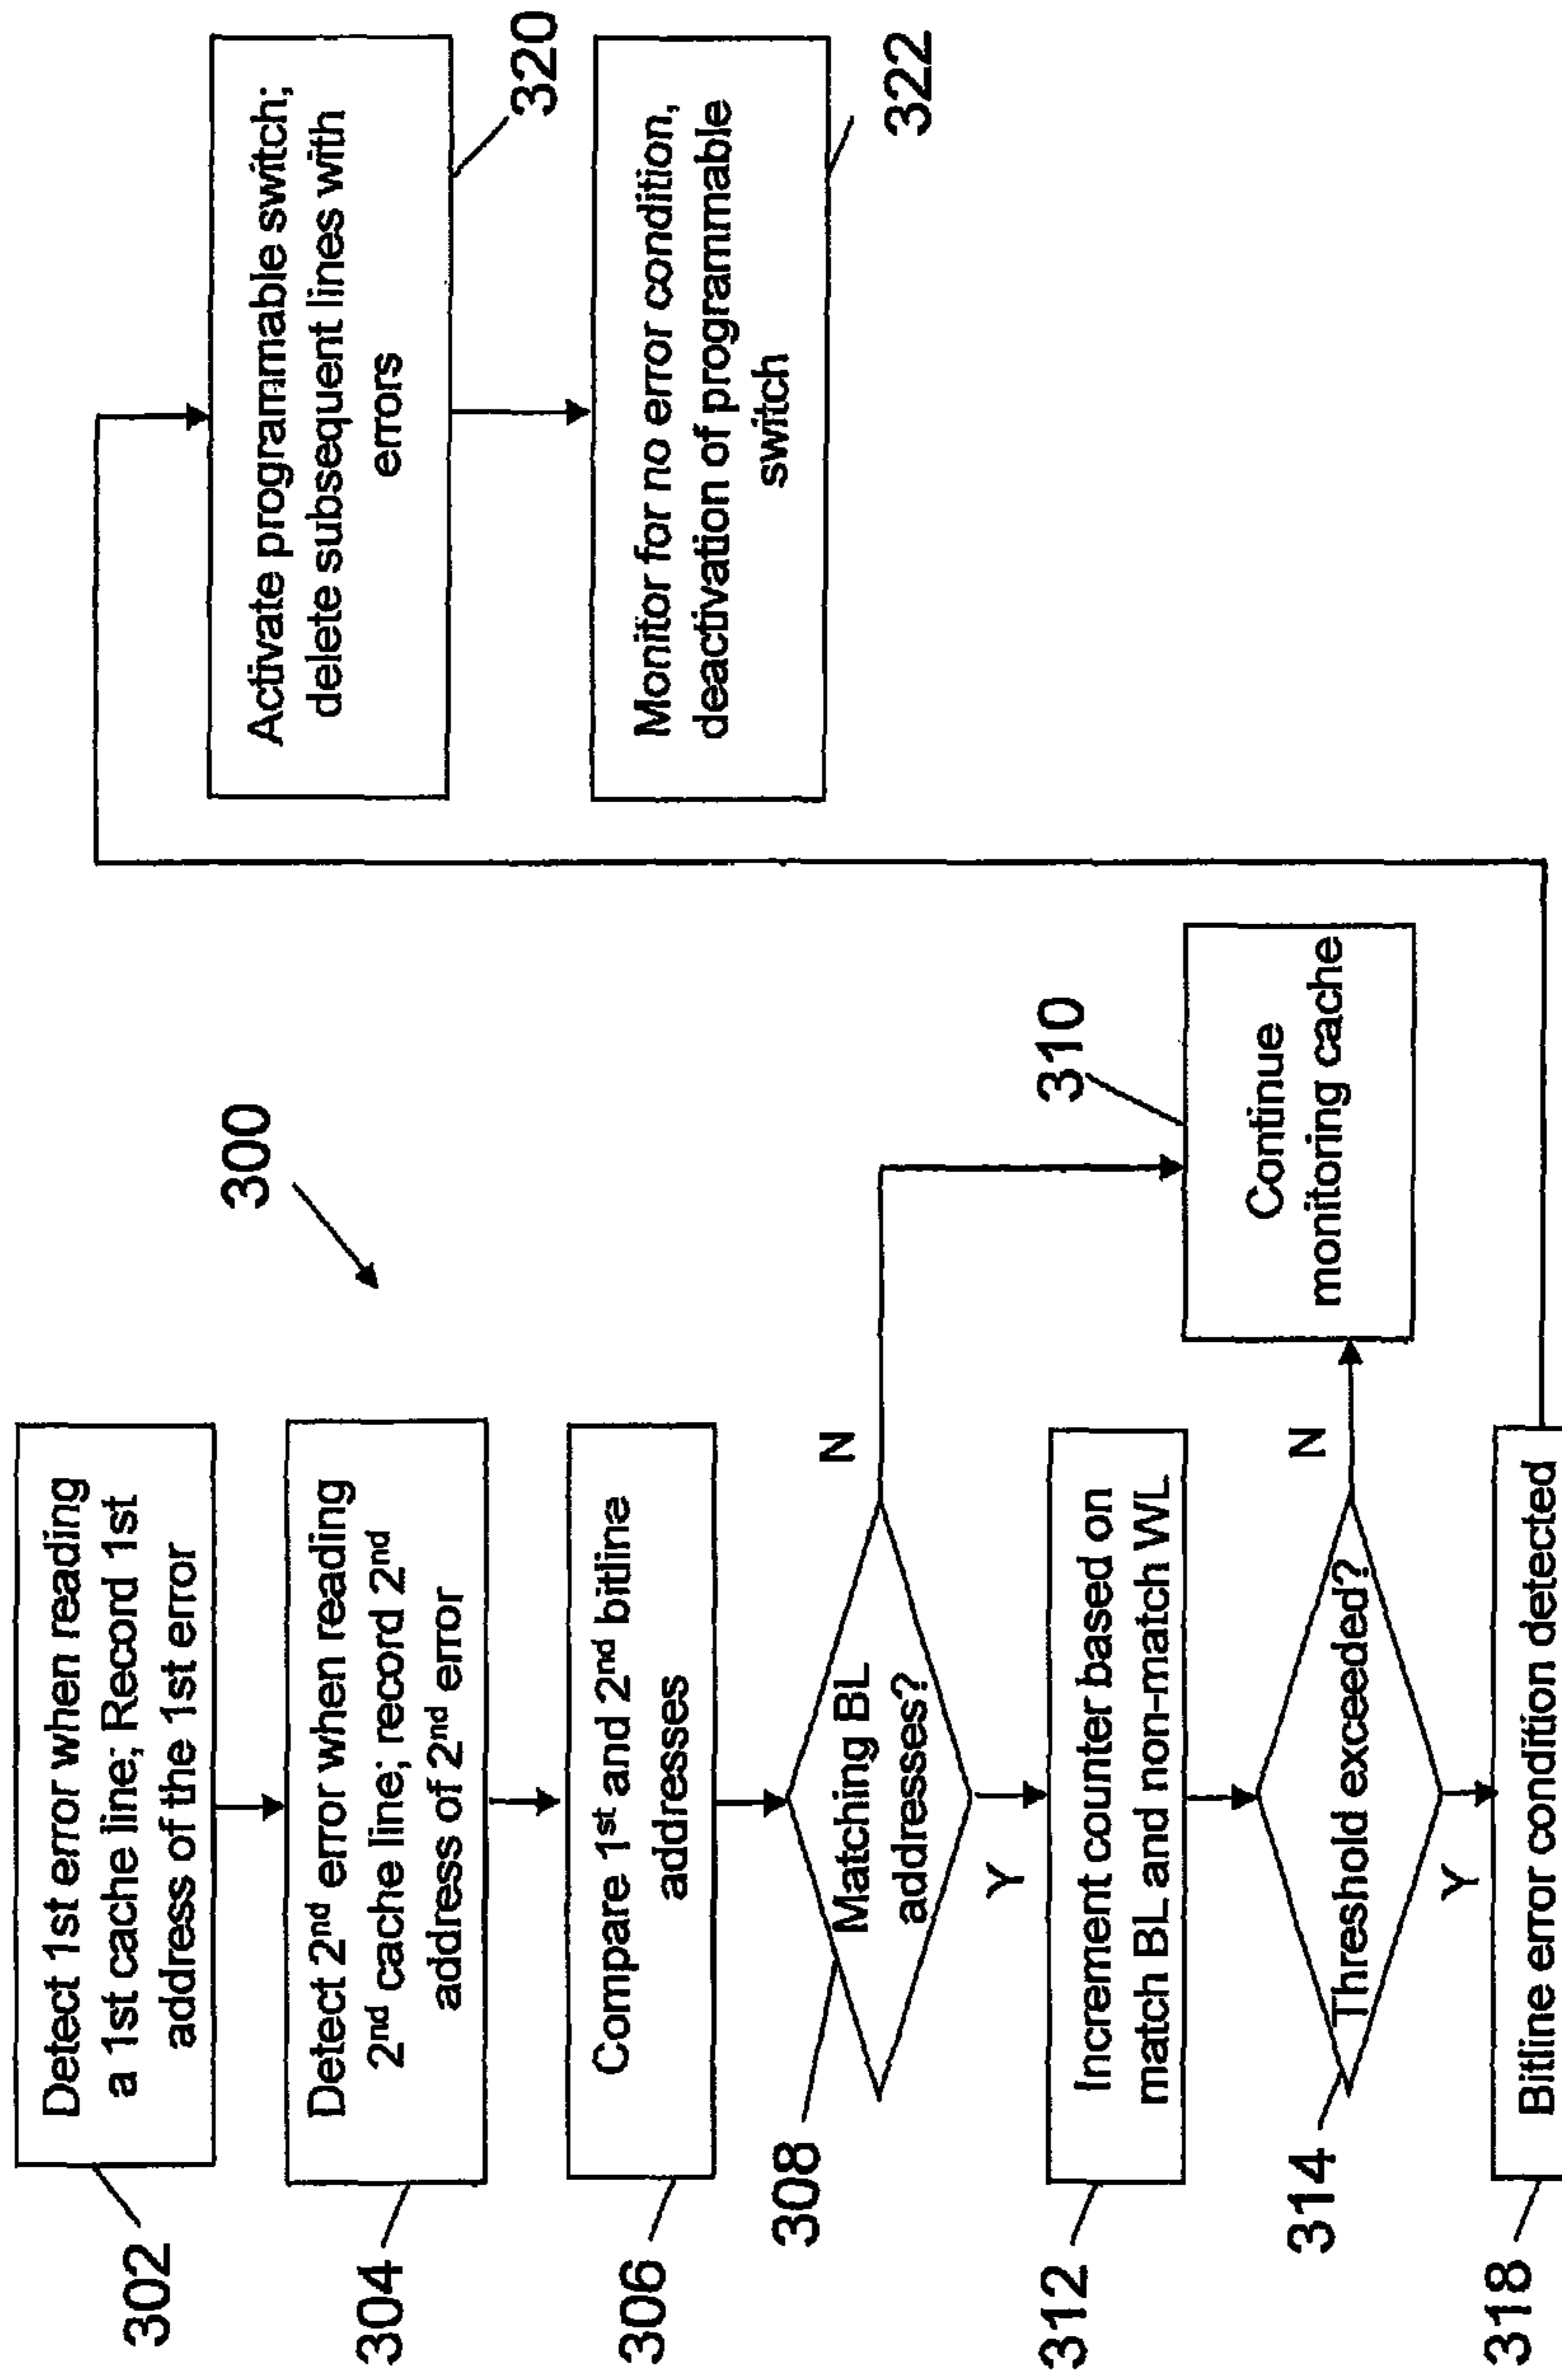 300
Detect 1st error when reading
a 1st cache line; Record 1st
address of the 1st error
302
Detect 2nd error when reading
2nd cache line; record 2nd
address of 2nd error
304
Compare 1st and 2nd bitline
addresses
306
Matching BL
addresses?
308
N
Y
Continue
monitoring cache
310
Increment counter based on
match BL and non-match WL
312
Threshold exceeded?
314
N
Y
Bitline error condition detected
318
Activate programmable switch;
delete subsequent lines with
errors
320
Monitor for no error condition,
deactivation of programmable
switch
322